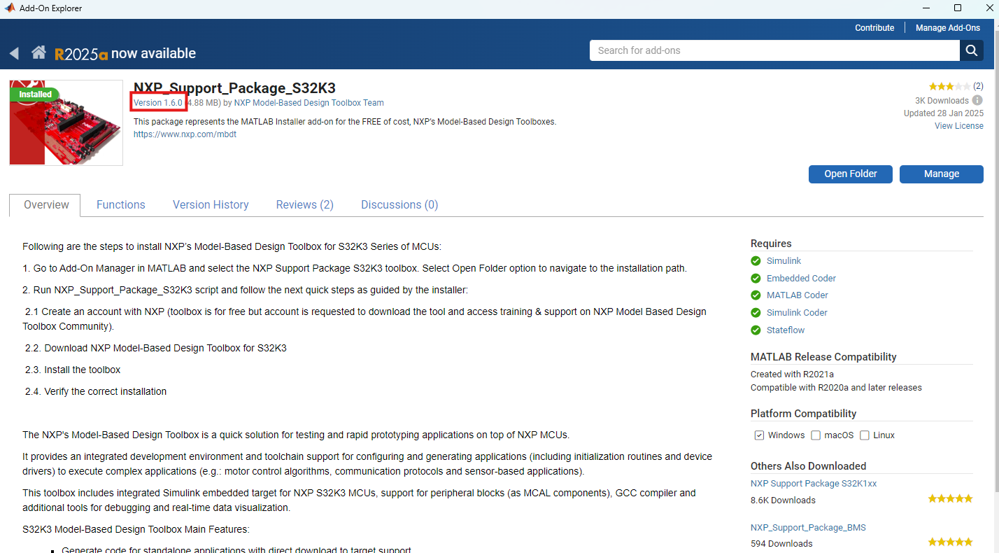 Add-On Explorer
Contribute
Manage Add-Ons
R2025a now available
Search for add-ons
Installed
NXP_Support_Package_S32K3
Version 1.6.0 (4.88 MB) by NXP Model-Based Design Toolbox Team
This package represents the MATLAB Installer add-on for the FREE of cost, NXP's Model-Based Design Toolboxes.
https://www.nxp.com/mbdt
(2)
3K Downloads
Updated 28 Jan 2025
View License
Open Folder
Manage
Overview
Functions
Version History
Reviews (2)
Discussions (0)
Following are the steps to install NXP's Model-Based Design Toolbox for S32K3 Series of MCUs:
1. Go to Add-On Manager in MATLAB and select the NXP Support Package S32K3 toolbox. Select Open Folder option to navigate to the installation path.
2. Run NXP_Support_Package_S32K3 script and follow the next quick steps as guided by the installer:
2.1 Create an account with NXP (toolbox is for free but account is requested to download the tool and access training & support on NXP Model Based Design
Toolbox Community).
2.2. Download NXP Model-Based Design Toolbox for S32K3
2.3. Install the toolbox
2.4. Verify the correct installation
The NXP's Model-Based Design Toolbox is a quick solution for testing and rapid prototyping applications on top of NXP MCUs.
It provides an integrated development environment and toolchain support for configuring and generating applications (including initialization routines and device
drivers) to execute complex applications (e.g.: motor control algorithms, communication protocols and sensor-based applications).
This toolbox includes integrated Simulink embedded target for NXP S32K3 MCUs, support for peripheral blocks (as MCAL components), GCC compiler and
additional tools for debugging and real-time data visualization.
S32K3 Model-Based Design Toolbox Main Features:
Generate code for standalone applications with direct download to target support
Requires
Simulink
Embedded Coder
MATLAB Coder
Simulink Coder
Stateflow
MATLAB Release Compatibility
Created with R2021a
Compatible with R2020a and later releases
Platform Compatibility
Windows
macOS
Linux
Others Also Downloaded
NXP Support Package S32K1xx
8.6K Downloads
NXP_Support_Package_BMS
594 Downloads